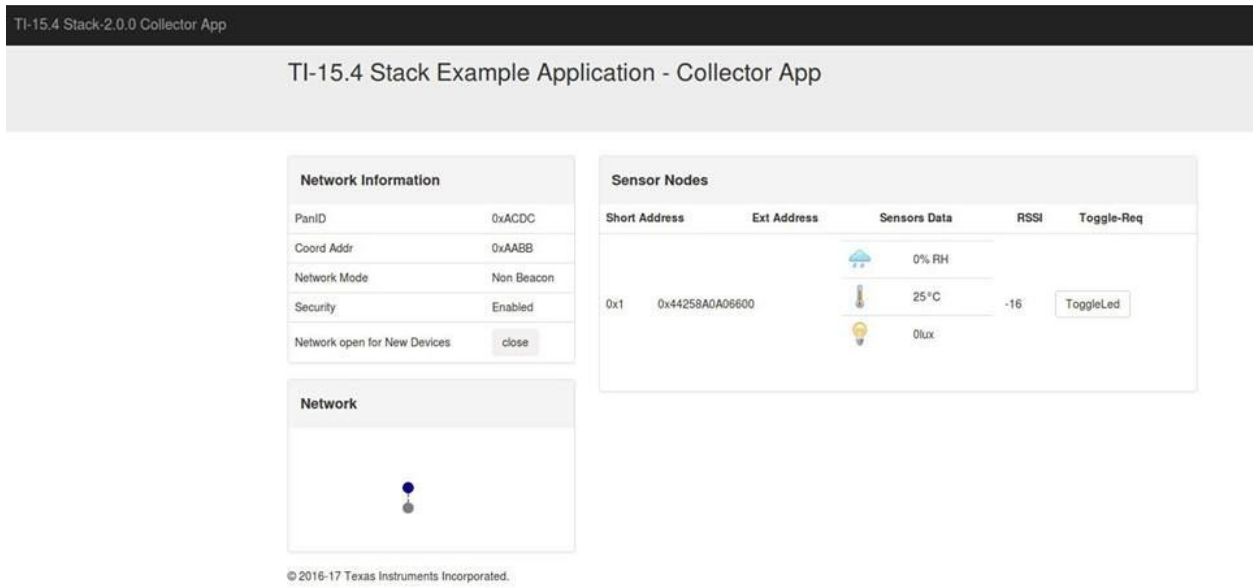 TI-15.4 Stack-2.0.0 Collector App
TI-15.4 Stack Example Application - Collector App
Network Information
PanID 0xACDC
Coord Addr 0xAABB
Network Mode Non Beacon
Security Enabled
Network open for New Devices close
Network
Sensor Nodes
Short Address Ext Address Sensors Data RSSI Toggle-Req
0% RH
0x1 0x44258A0A06600 25°C -16 ToggleLed
0lux
© 2016-17 Texas Instruments Incorporated.